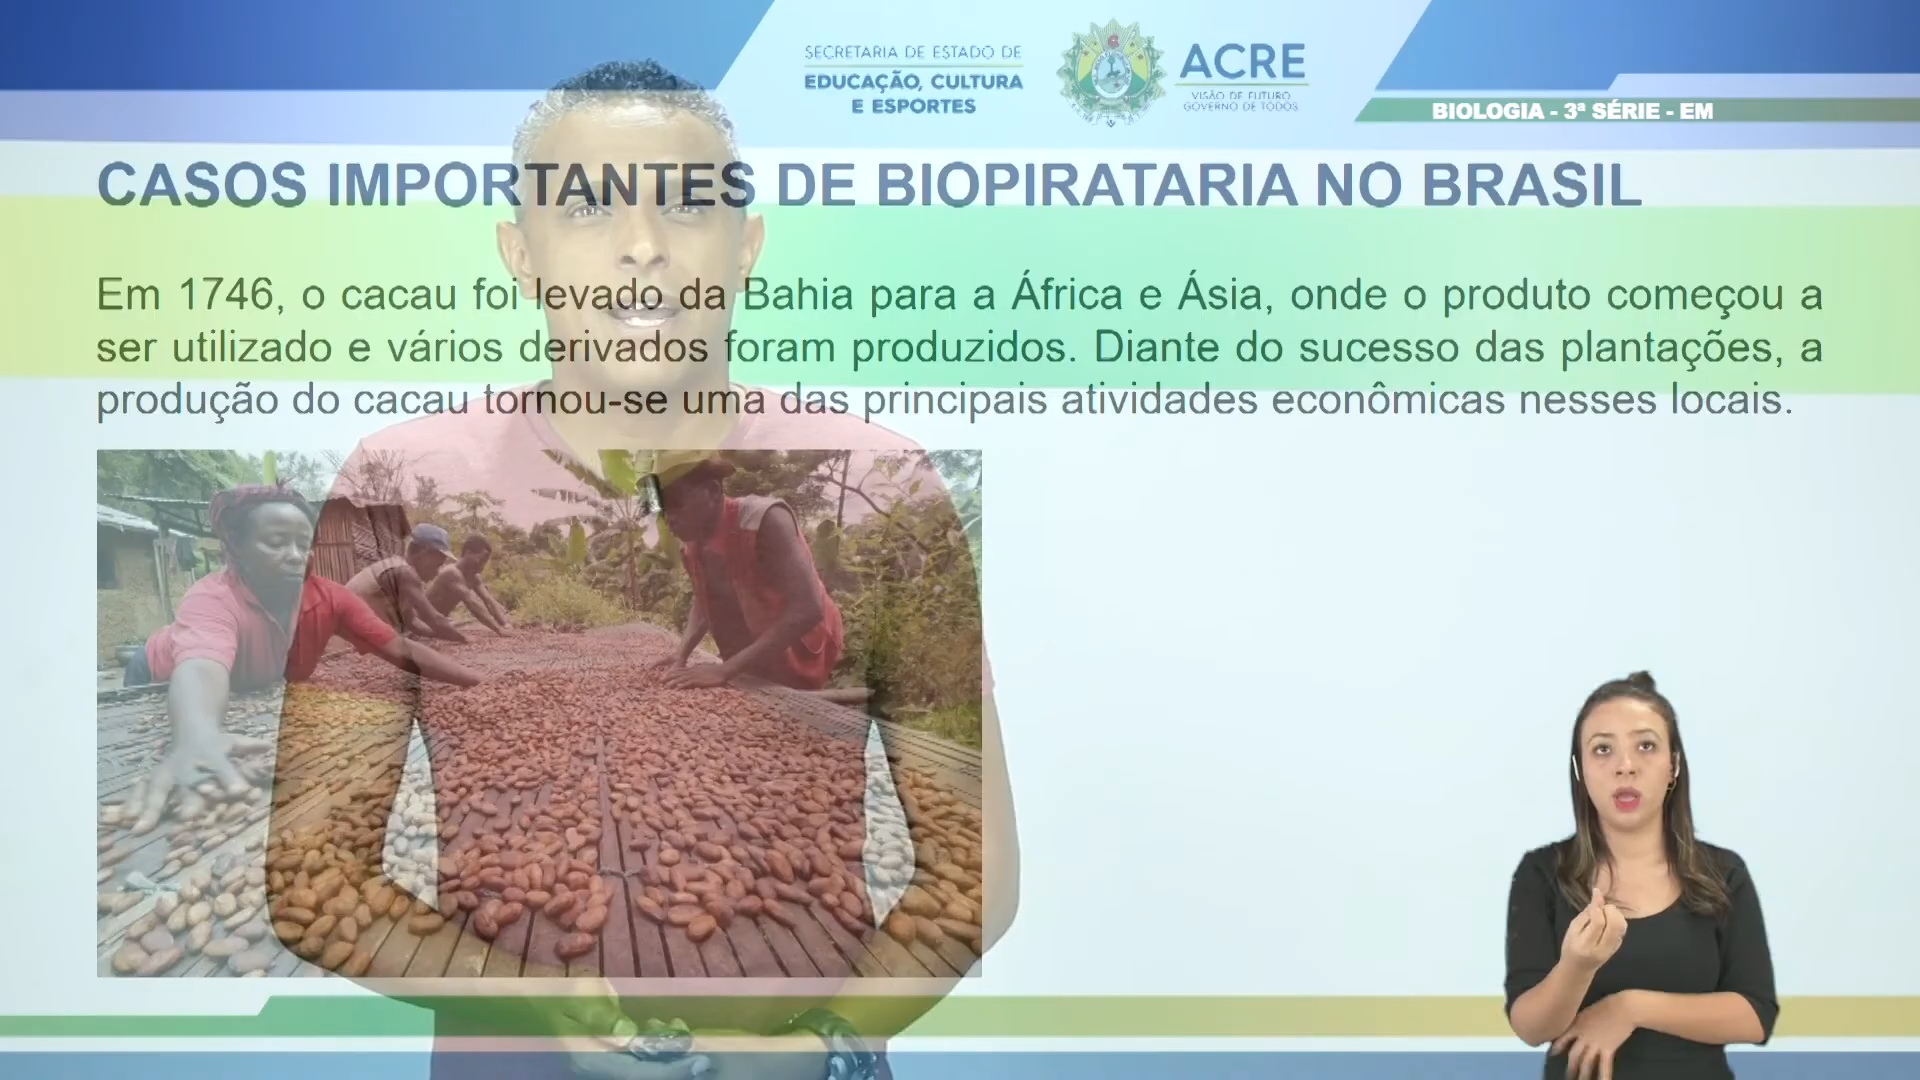 SECRETARIA DE ESTADO DE
EDUCAÇÃO, CULTURA
E ESPORTES
ACRE
VISÃO DE FUTURO
GOVERNO DE TODOS
BIOLOGIA - 3ª SÉRIE - EM
CASOS IMPORTANTES DE BIOPIRATARIA NO BRASIL
Em 1746, o cacau foi levado da Bahia para a África e Ásia, onde o produto começou a
ser utilizado e vários derivados foram produzidos. Diante do sucesso das plantações, a
produção do cacau tornou-se uma das principais atividades econômicas nesses locais.